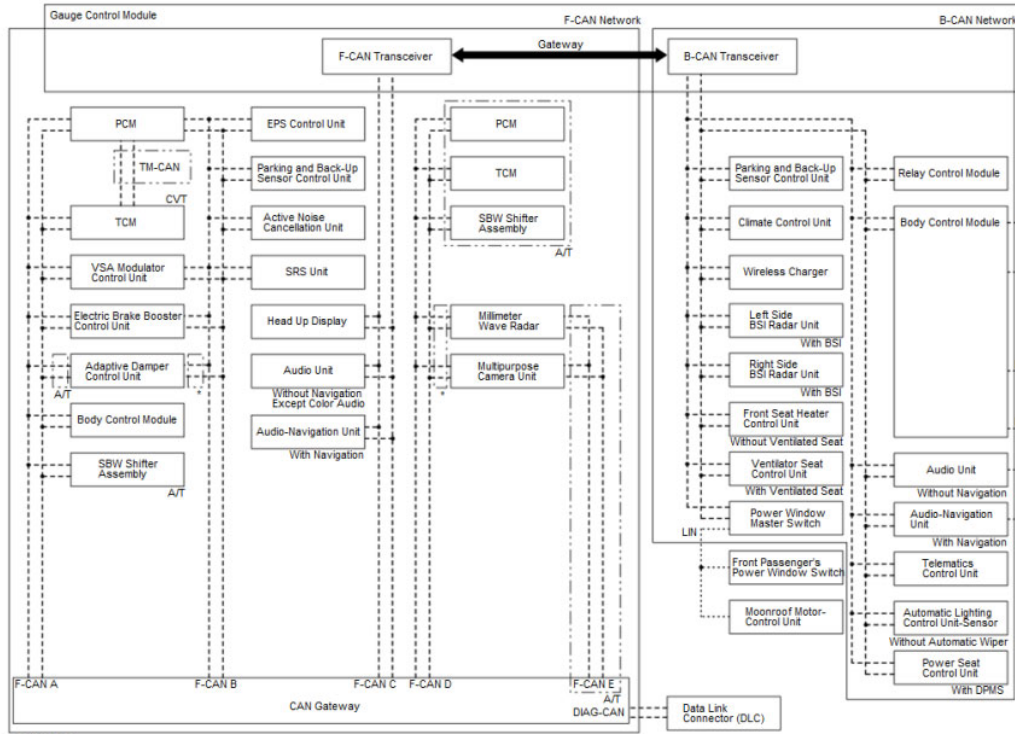 Gauge Control Module
F-CAN Network
B-CAN Network
F-CAN Transceiver
Gateway
B-CAN Transceiver
PCM
EPS Control Unit
PCM
TM-CAN
CVT
Parking and Back-Up
Sensor Control Unit
TCM
Parking and Back-Up
Sensor Control Unit
Relay Control Module
TCM
Active Noise
Cancellation Unit
SBW Shifter
Assembly
A/T
Climate Control Unit
Body Control Module
VSA Modulator
Control Unit
SRS Unit
Wireless Charger
Electric Brake Booster
Control Unit
Head Up Display
Millimeter
Wave Radar
Left Side
BSI Radar Unit
With BSI
Adaptive Damper
Control Unit
A/T
*
Audio Unit
Without Navigation
Except Color Audio
Multipurpose
Camera Unit
*
Right Side
BSI Radar Unit
With BSI
Body Control Module
Audio-Navigation Unit
With Navigation
Front Seat Heater
Control Unit
Without Ventilated Seat
SBW Shifter
Assembly
A/T
Ventilator Seat
Control Unit
With Ventilated Seat
Audio Unit
Without Navigation
Power Window
Master Switch
Audio-Navigation
Unit
With Navigation
LIN
Front Passenger's
Power Window Switch
Telematics
Control Unit
Moonroof Motor-
Control Unit
Automatic Lighting
Control Unit-Sensor
Without Automatic Wiper
Power Seat
Control Unit
With DPMS
F-CAN A
F-CAN B
F-CAN C
F-CAN D
F-CAN E
A/T
CAN Gateway
DIAG-CAN
Data Link
Connector (DLC)